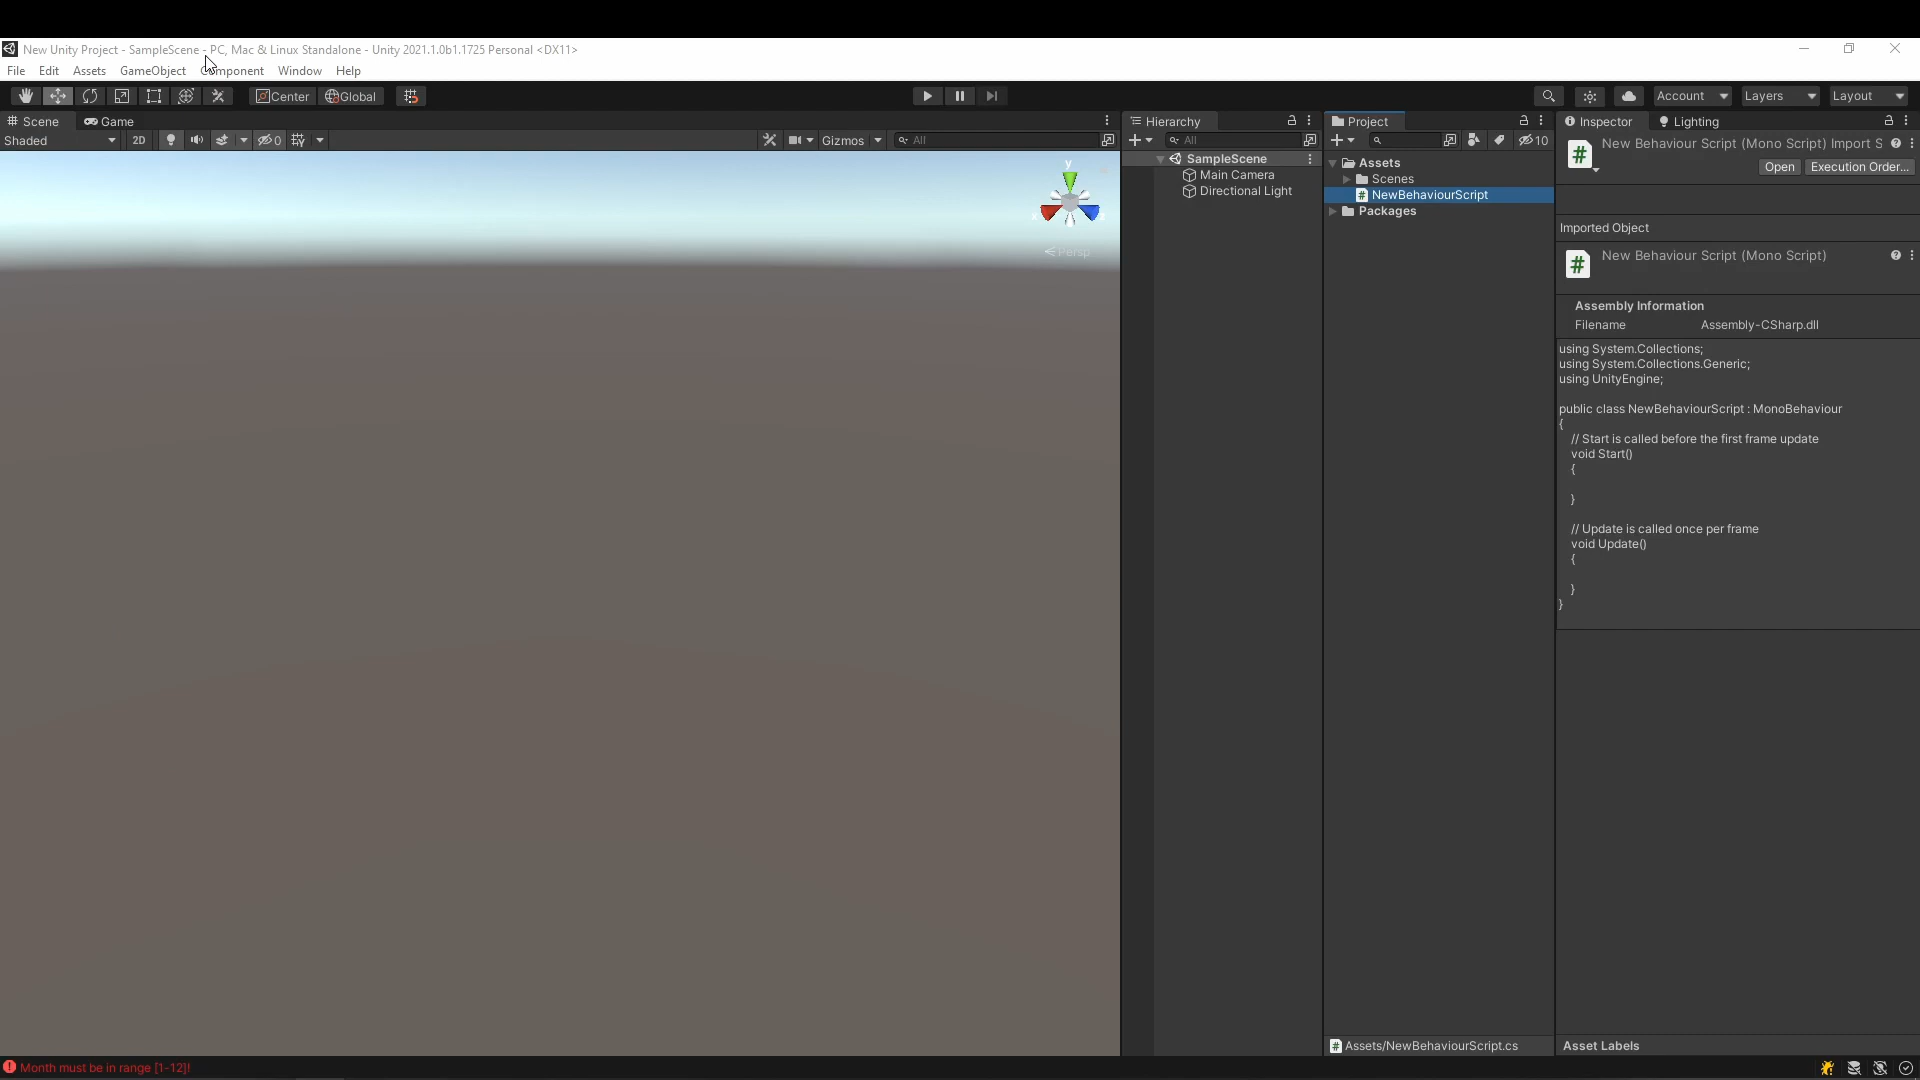 New Unity Project - SampleScene - PC, Mac & Linux Standalone - Unity 2021.1.0b1.1725 Personal <DX11>
File Edit Assets GameObject Component Window Help
Center Global
Account Layers Layout
Scene Game
Shaded 2D 0 Gizmos All
y
Persp
Hierarchy
All
SampleScene
Main Camera
Directional Light
Project
10
Assets
Scenes
# NewBehaviourScript
Packages
# Assets/NewBehaviourScript.cs
Inspector Lighting
# New Behaviour Script (Mono Script) Import S
Open Execution Order...
Imported Object
# New Behaviour Script (Mono Script)
Assembly Information
Filename Assembly-CSharp.dll
using System.Collections;
using System.Collections.Generic;
using UnityEngine;
public class NewBehaviourScript : MonoBehaviour
{
// Start is called before the first frame update
void Start()
{
}
// Update is called once per frame
void Update()
{
}
}
Asset Labels
Month must be in range [1-12]!